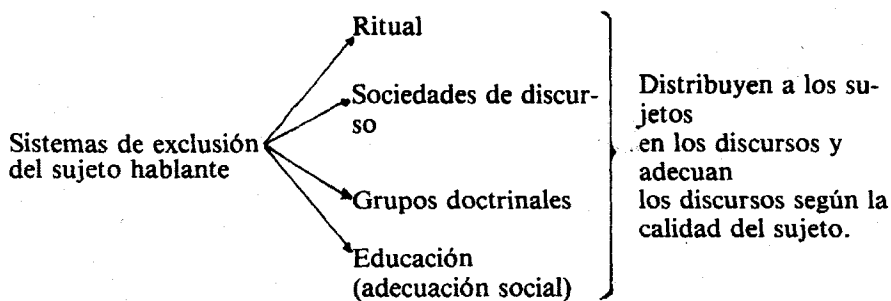 Ritual
Sociedades de discur-
so
Sistemas de exclusión
del sujeto hablante
Grupos doctrinales
Educación
(adecuación social)
Distribuyen a los su-
jetos
en los discursos y
adecuan
los discursos según la
calidad del sujeto.